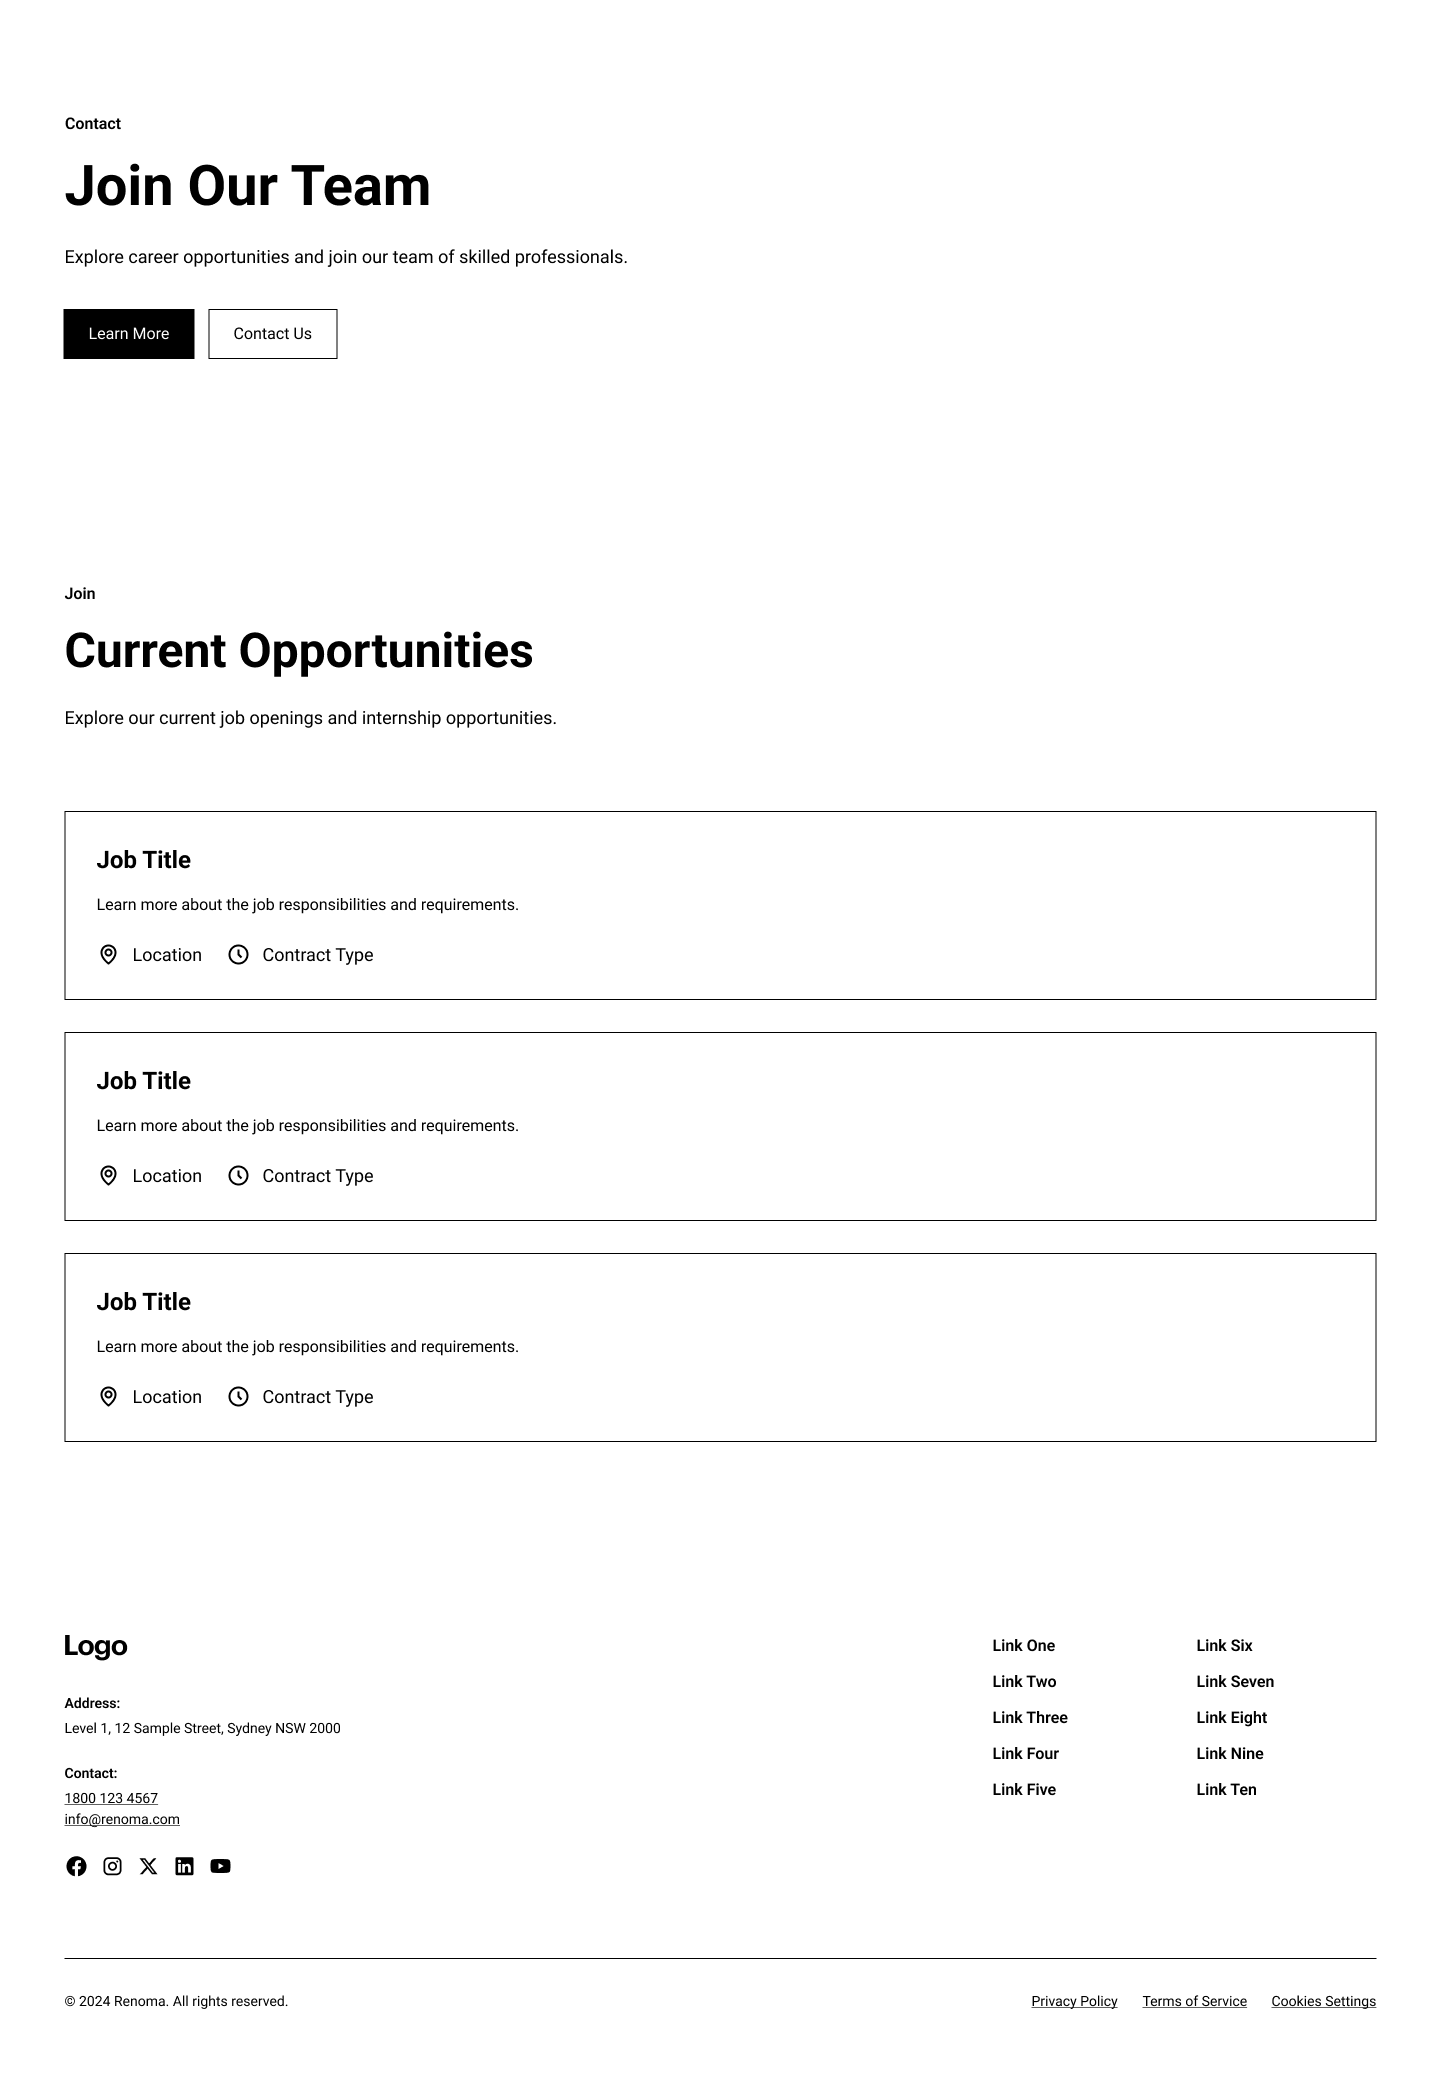 Contact
Join Our Team
Explore career opportunities and join our team of skilled professionals.
Learn More
Contact Us
Join
Current Opportunities
Explore our current job openings and internship opportunities.
Job Title
Learn more about the job responsibilities and requirements.
Location
Contract Type
Job Title
Learn more about the job responsibilities and requirements.
Location
Contract Type
Job Title
Learn more about the job responsibilities and requirements.
Location
Contract Type
Logo
Address:
Level 1, 12 Sample Street, Sydney NSW 2000
Contact:
1800 123 4567
info@renoma.com
Link One
Link Two
Link Three
Link Four
Link Five
Link Six
Link Seven
Link Eight
Link Nine
Link Ten
© 2024 Renoma. All rights reserved.
Privacy Policy
Terms of Service
Cookies Settings